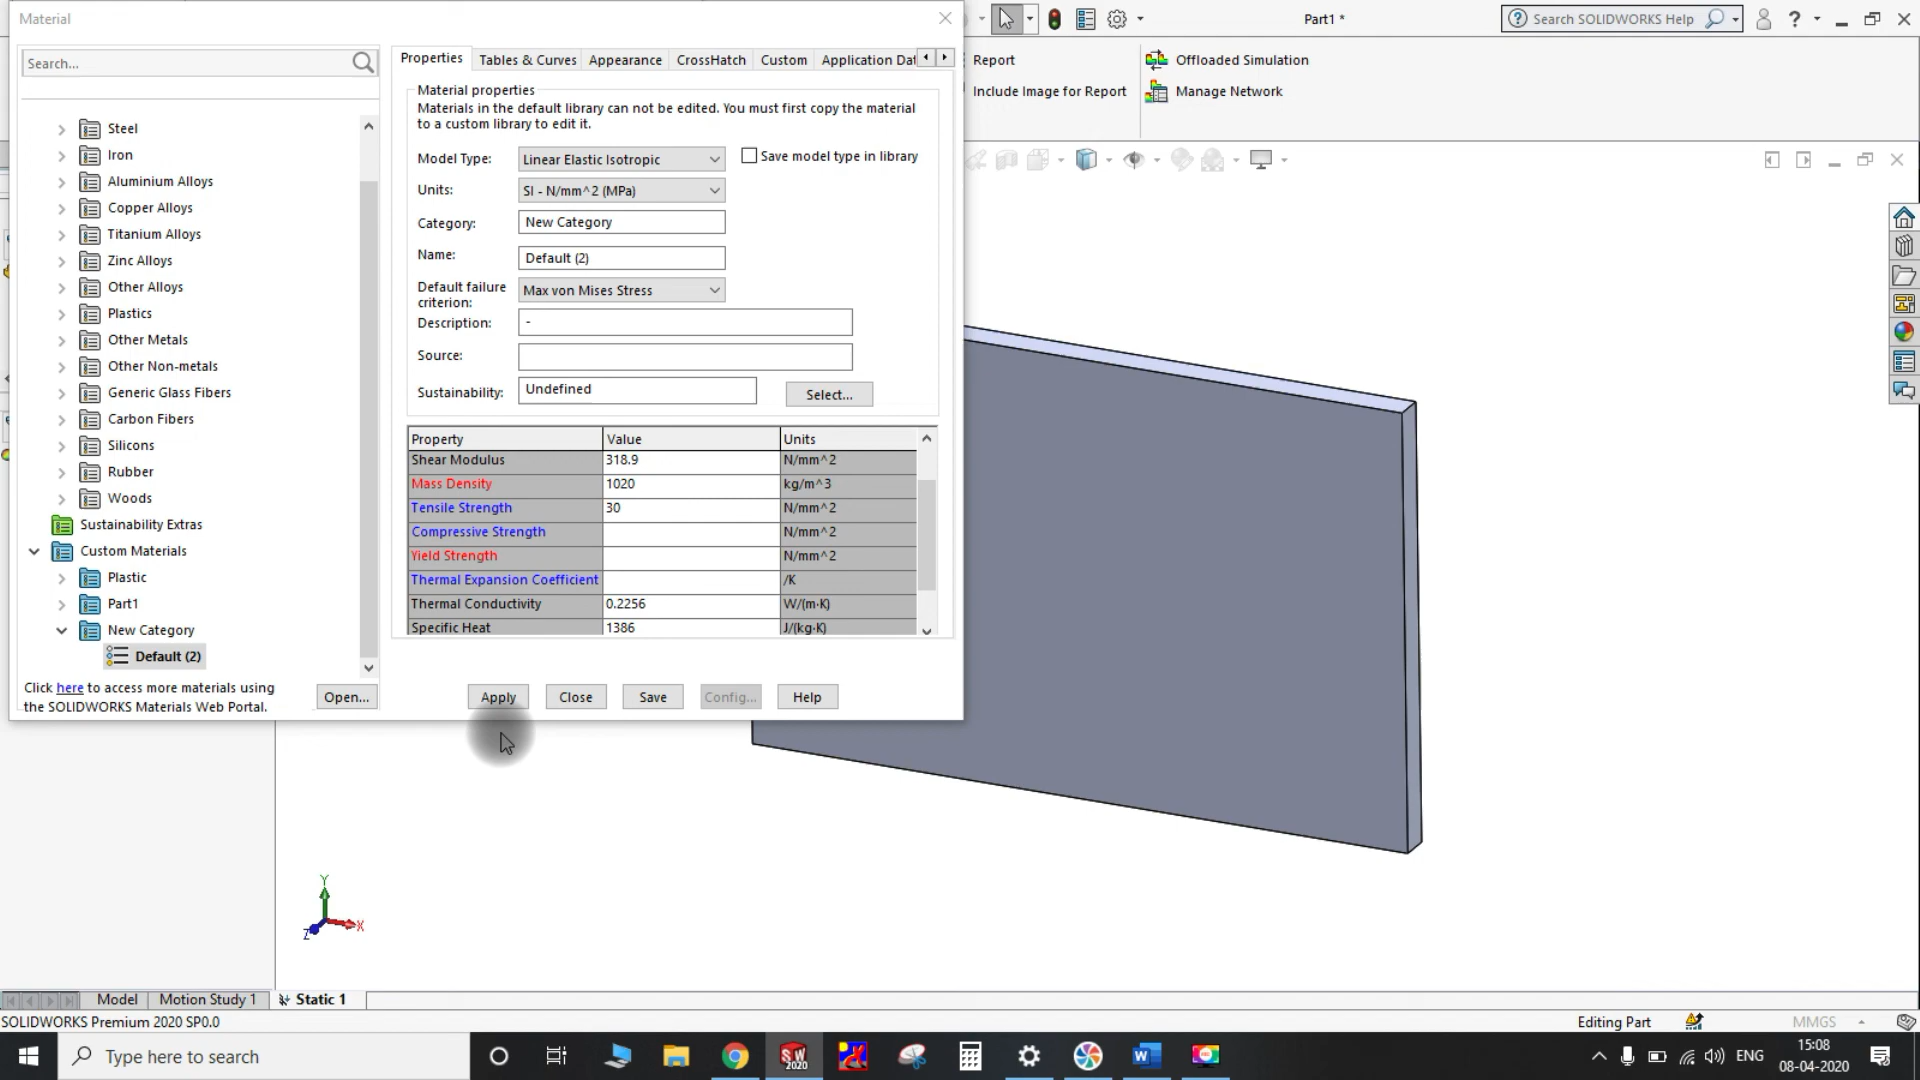 Material
Part1 *
Search SOLIDWORKS Help
Search...
Properties
Tables & Curves
Appearance
CrossHatch
Custom
Application Dat
Report
Include Image for Report
Offloaded Simulation
Manage Network
Steel
Iron
Aluminium Alloys
Copper Alloys
Titanium Alloys
Zinc Alloys
Other Alloys
Plastics
Other Metals
Other Non-metals
Generic Glass Fibers
Carbon Fibers
Silicons
Rubber
Woods
Sustainability Extras
Custom Materials
Plastic
Part1
New Category
Default (2)
Click here to access more materials using
the SOLIDWORKS Materials Web Portal.
Open...
Material properties
Materials in the default library can not be edited. You must first copy the material
to a custom library to edit it.
Model Type: Linear Elastic Isotropic
Save model type in library
Units: SI - N/mm^2 (MPa)
Category: New Category
Name: Default (2)
Default failure
criterion: Max von Mises Stress
Description: -
Source:
Sustainability: Undefined
Select...
Property Value Units
Shear Modulus 318.9 N/mm^2
Mass Density 1020 kg/m^3
Tensile Strength 30 N/mm^2
Compressive Strength N/mm^2
Yield Strength N/mm^2
Thermal Expansion Coefficient /K
Thermal Conductivity 0.2256 W/(m·K)
Specific Heat 1386 J/(kg·K)
Apply Close Save Config... Help
Y
X
Z
Model Motion Study 1 Static 1
SOLIDWORKS Premium 2020 SP0.0
Editing Part
MMGS
Type here to search
SW
2020
ENG
15:08
08-04-2020